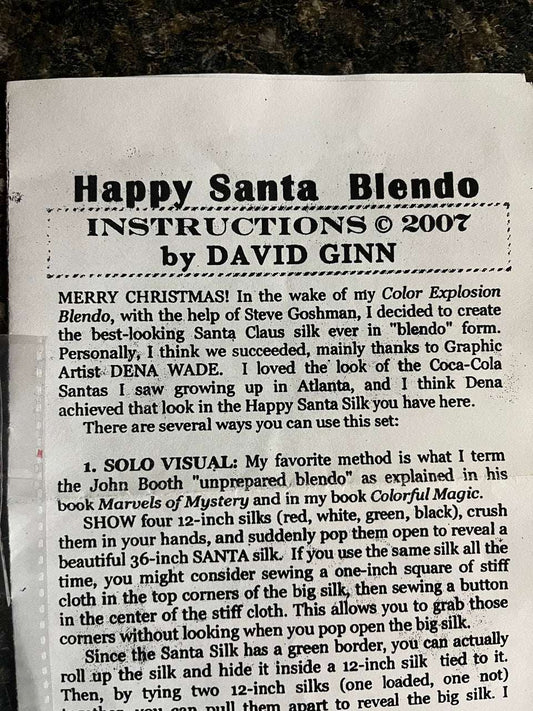 Happy Santa Blendo
INSTRUCTIONS © 2007
by DAVID GINN
MERRY CHRISTMAS! In the wake of my Color Explosion
Blendo, with the help of Steve Goshman, I decided to create
the best-looking Santa Claus silk ever in "blendo" form.
Personally, I think we succeeded, mainly thanks to Graphic
Artist DENA WADE. I loved the look of the Coca-Cola
Santas I saw growing up in Atlanta, and I think Dena
achieved that look in the Happy Santa Silk you have here.
There are several ways you can use this set:
1. SOLO VISUAL: My favorite method is what I term
the John Booth "unprepared blendo" as explained in his
book Marvels of Mystery and in my book Colorful Magic.
SHOW four 12-inch silks (red, white, green, black), crush
them in your hands, and suddenly pop them open to reveal a
beautiful 36-inch SANTA silk. If you use the same silk all the
time, you might consider sewing a one-inch square of stiff
cloth in the top corners of the big silk, then sewing a button
in the center of the stiff cloth. This allows you to grab those
corners without looking when you pop open the big silk.
Since the Santa Silk has a green border, you can actually
roll up the silk and hide it inside a 12-inch silk tied to it.
Then, by tying two 12-inch silks (one loaded, one not)
you can pull them apart to reveal the big silk. I